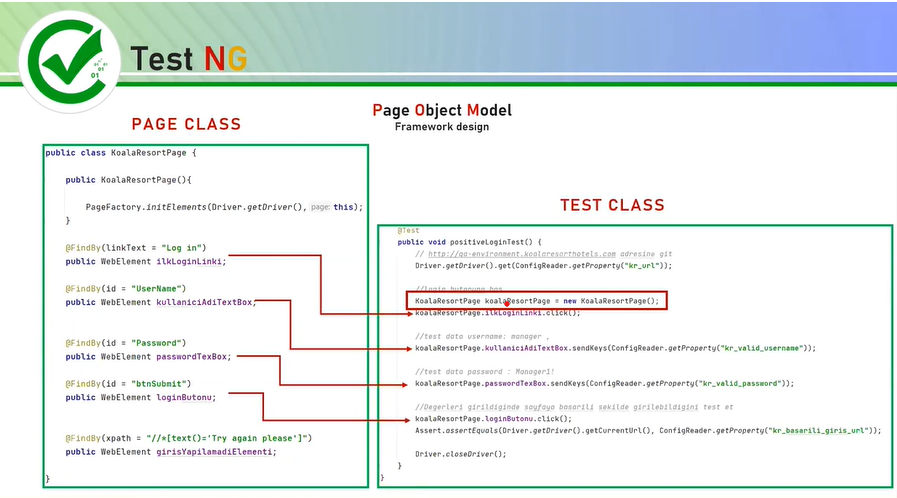 Test NG
Page Object Model
Framework design
PAGE CLASS
public class KoalaResortPage {
public KoalaResortPage(){
PageFactory.initElements(Driver.getDriver(), page: this);
}
@FindBy(linkText = "Log in")
public WebElement ilkLoginLinki;
@FindBy(id = "UserName")
public WebElement kullaniciAdiTextBox;
@FindBy(id = "Password")
public WebElement passwordTexBox;
@FindBy(id = "btnSubmit")
public WebElement loginButonu;
@FindBy(xpath = "//*[text()='Try again please']")
public WebElement girisYapilamadiElementi;
}
TEST CLASS
@Test
public void positiveLoginTest() {
// http://qa-environment.koalaresorthotels.com adresine git
Driver.getDriver().get(ConfigReader.getProperty("kr_url"));
//login butonuna bas
KoalaResortPage koalaResortPage = new KoalaResortPage();
koalaResortPage.ilkLoginLinki.click();
//test data username: manager ,
koalaResortPage.kullaniciAdiTextBox.sendKeys(ConfigReader.getProperty("kr_valid_username"));
//test data password : Manager1!
koalaResortPage.passwordTexBox.sendKeys(ConfigReader.getProperty("kr_valid_password"));
//Degerleri girildiginde sayfaya basarili sekilde girilebildigini test et
koalaResortPage.loginButonu.click();
Assert.assertEquals(Driver.getDriver().getCurrentUrl(), ConfigReader.getProperty("kr_basarili_giris_url"));
Driver.closeDriver();
}
}